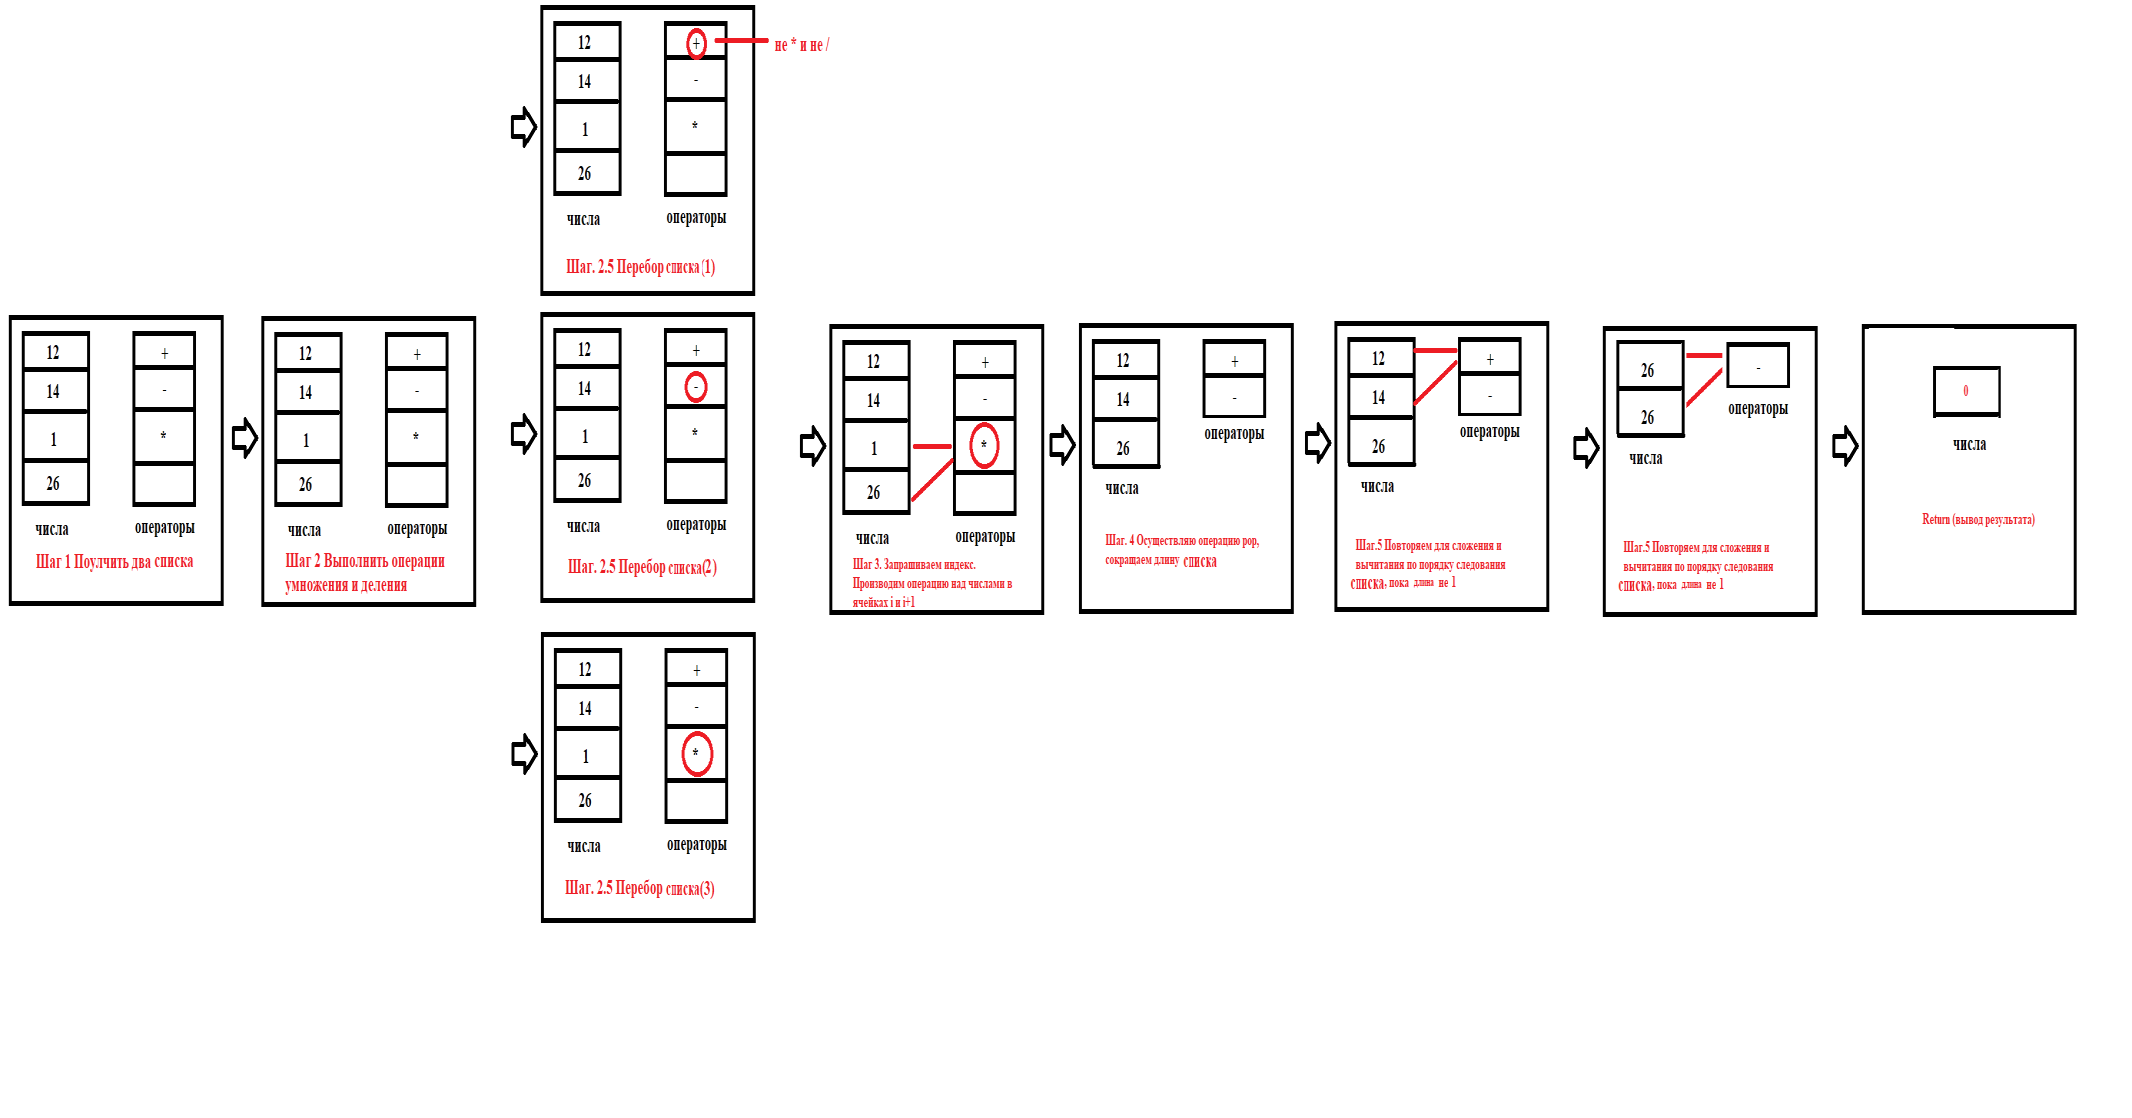 12
+
14
-
1
*
26
числа
операторы
Шаг 1 Поулчить два списка
12
+
14
-
1
*
26
числа
операторы
Шаг 2 Выполнить операции
умножения и деления
12
+
не * и не /
14
-
1
*
26
числа
операторы
Шаг. 2.5 Перебор списка(1)
12
+
14
-
1
*
26
числа
операторы
Шаг. 2.5 Перебор списка(2)
12
+
14
-
1
*
26
числа
операторы
Шаг. 2.5 Перебор списка(3)
12
+
14
-
1
*
26
числа
операторы
Шаг 3. Запрашиваем индекс.
Производим операцию над числами в
ячейках i и i+1
12
+
14
-
26
операторы
числа
Шаг. 4 Осуществляю операцию pop,
сокращаем длину списка
12
+
14
-
26
операторы
числа
Шаг.5 Повторяем для сложения и
вычитания по порядку следования
списка, пока длина не 1
26
-
26
операторы
числа
Шаг.5 Повторяем для сложения и
вычитания по порядку следования
списка, пока длина не 1
0
числа
Return (вывод результата)